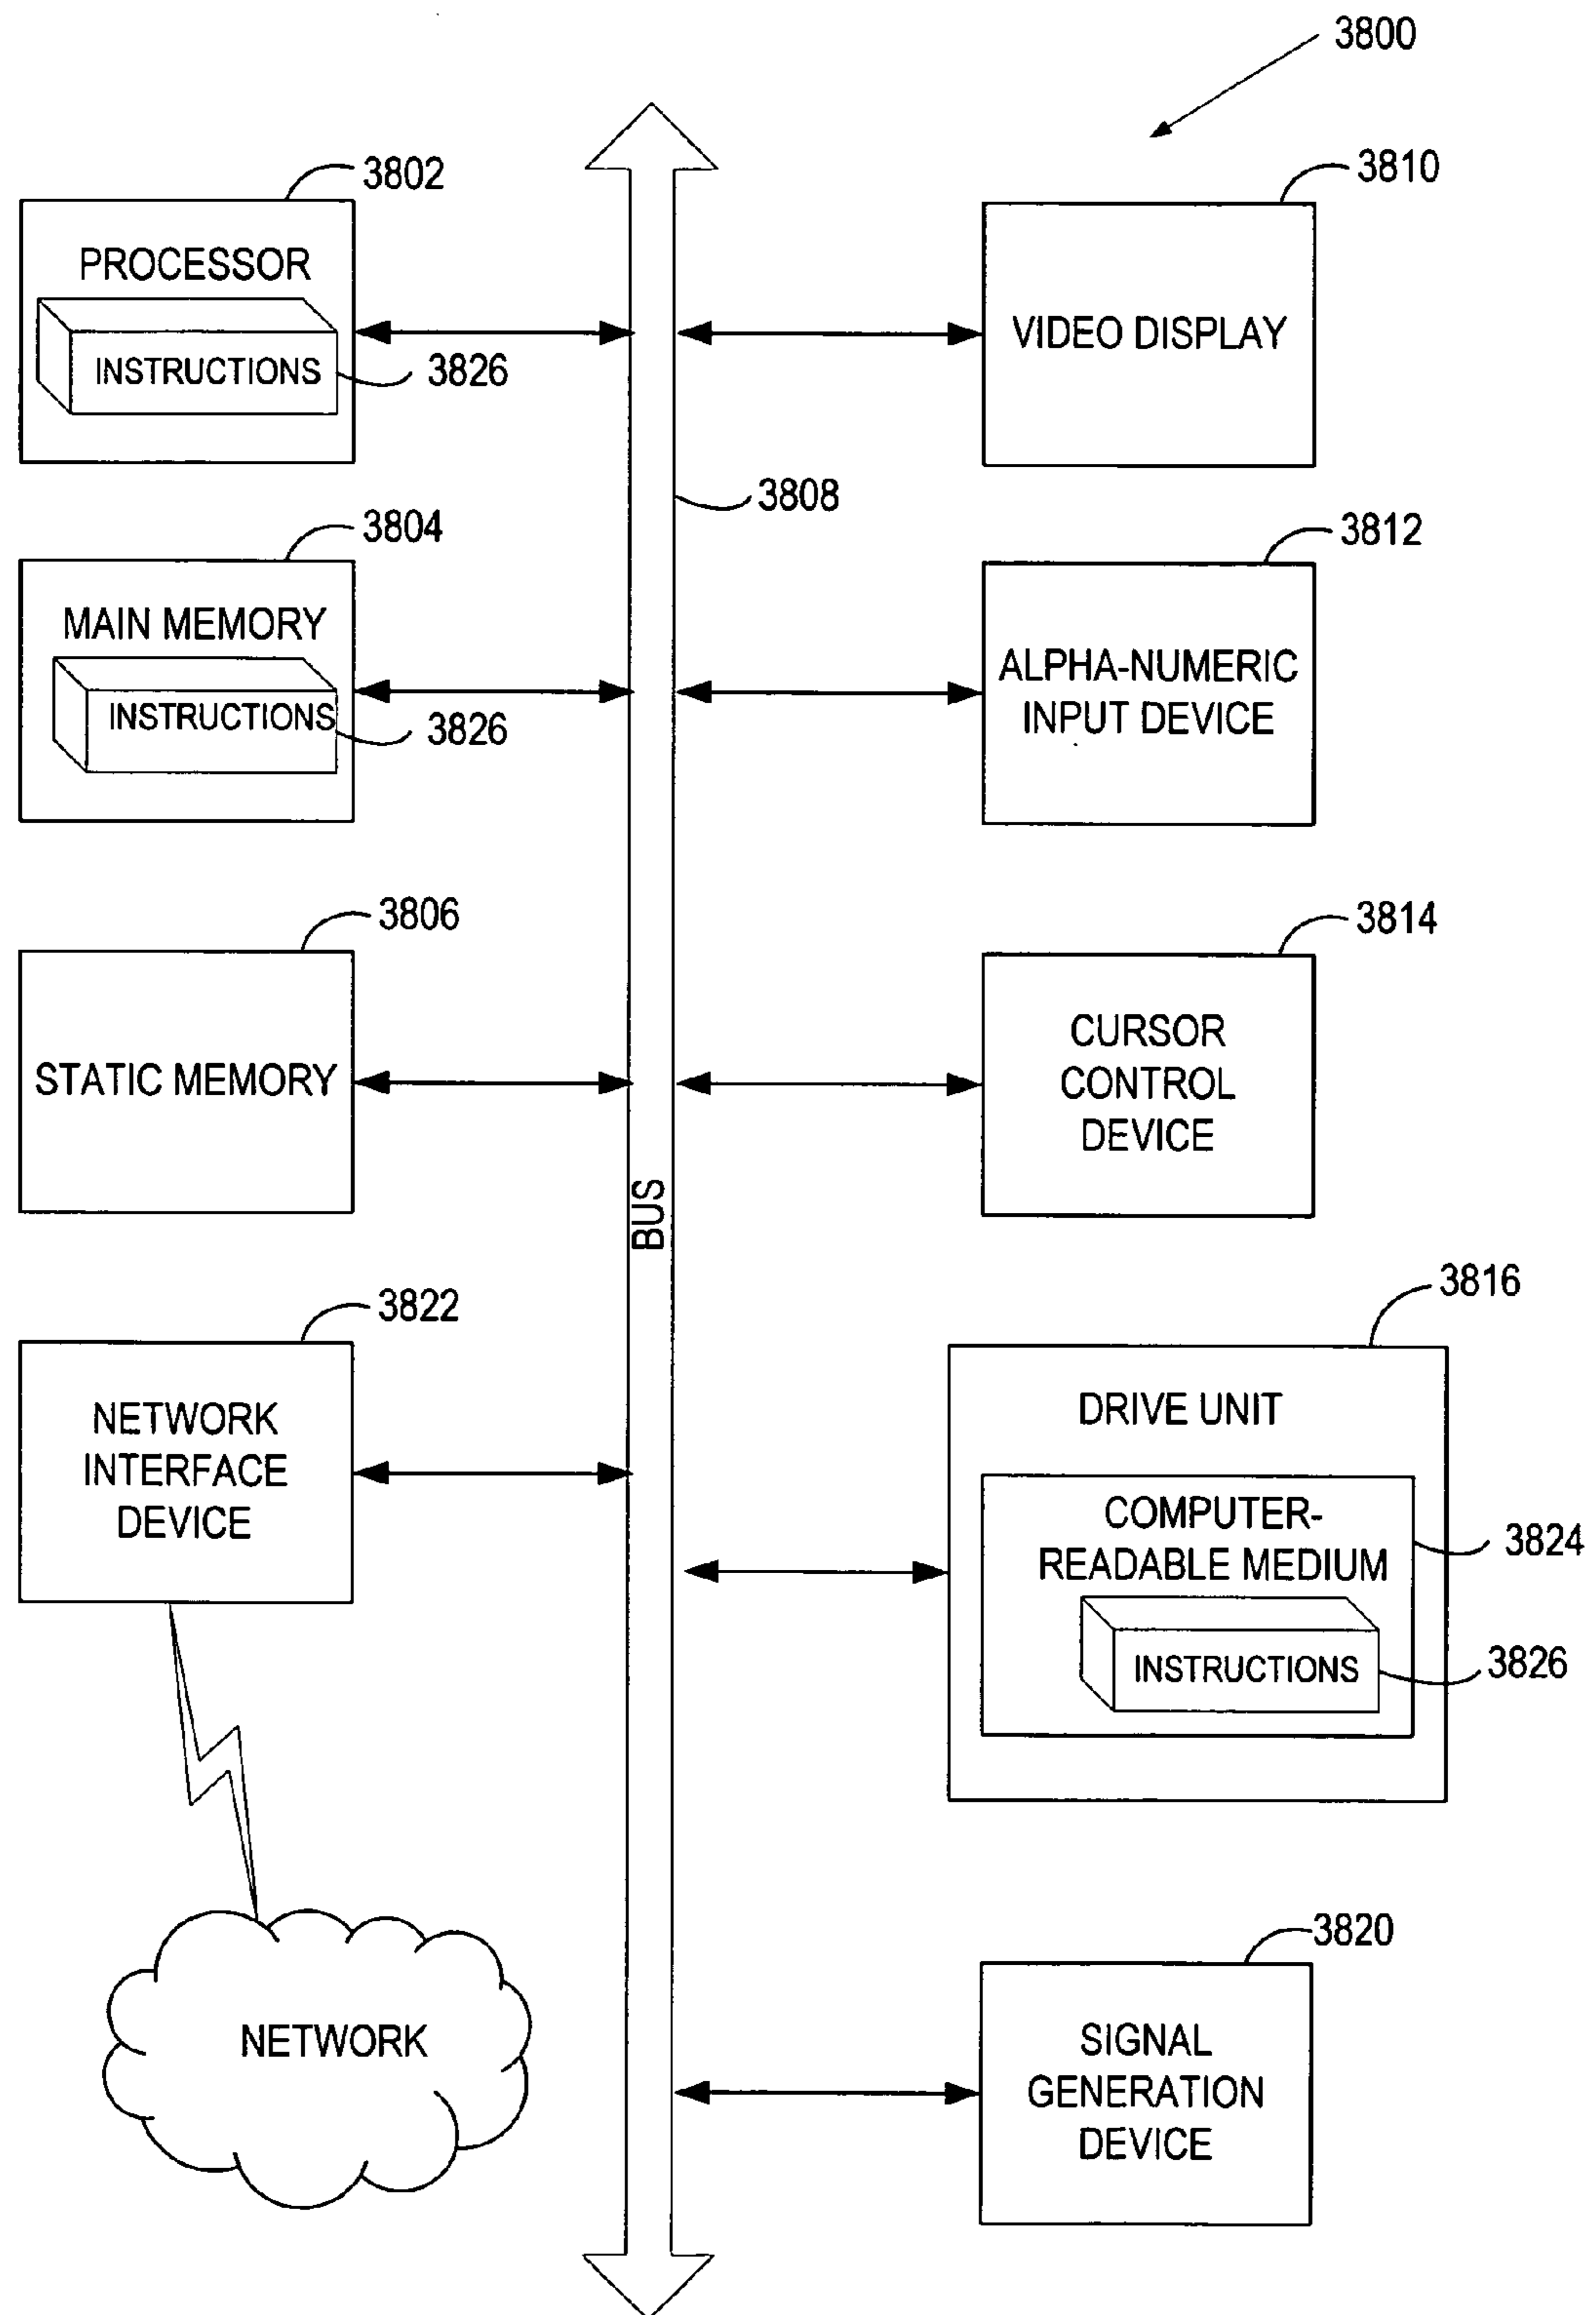 3800
3802
PROCESSOR
INSTRUCTIONS
3826
3810
VIDEO DISPLAY
3808
3804
MAIN MEMORY
INSTRUCTIONS
3826
3812
ALPHA-NUMERIC
INPUT DEVICE
3806
STATIC MEMORY
3814
CURSOR
CONTROL
DEVICE
BUS
3822
NETWORK
INTERFACE
DEVICE
3816
DRIVE UNIT
COMPUTER-
READABLE MEDIUM
3824
INSTRUCTIONS
3826
NETWORK
3820
SIGNAL
GENERATION
DEVICE